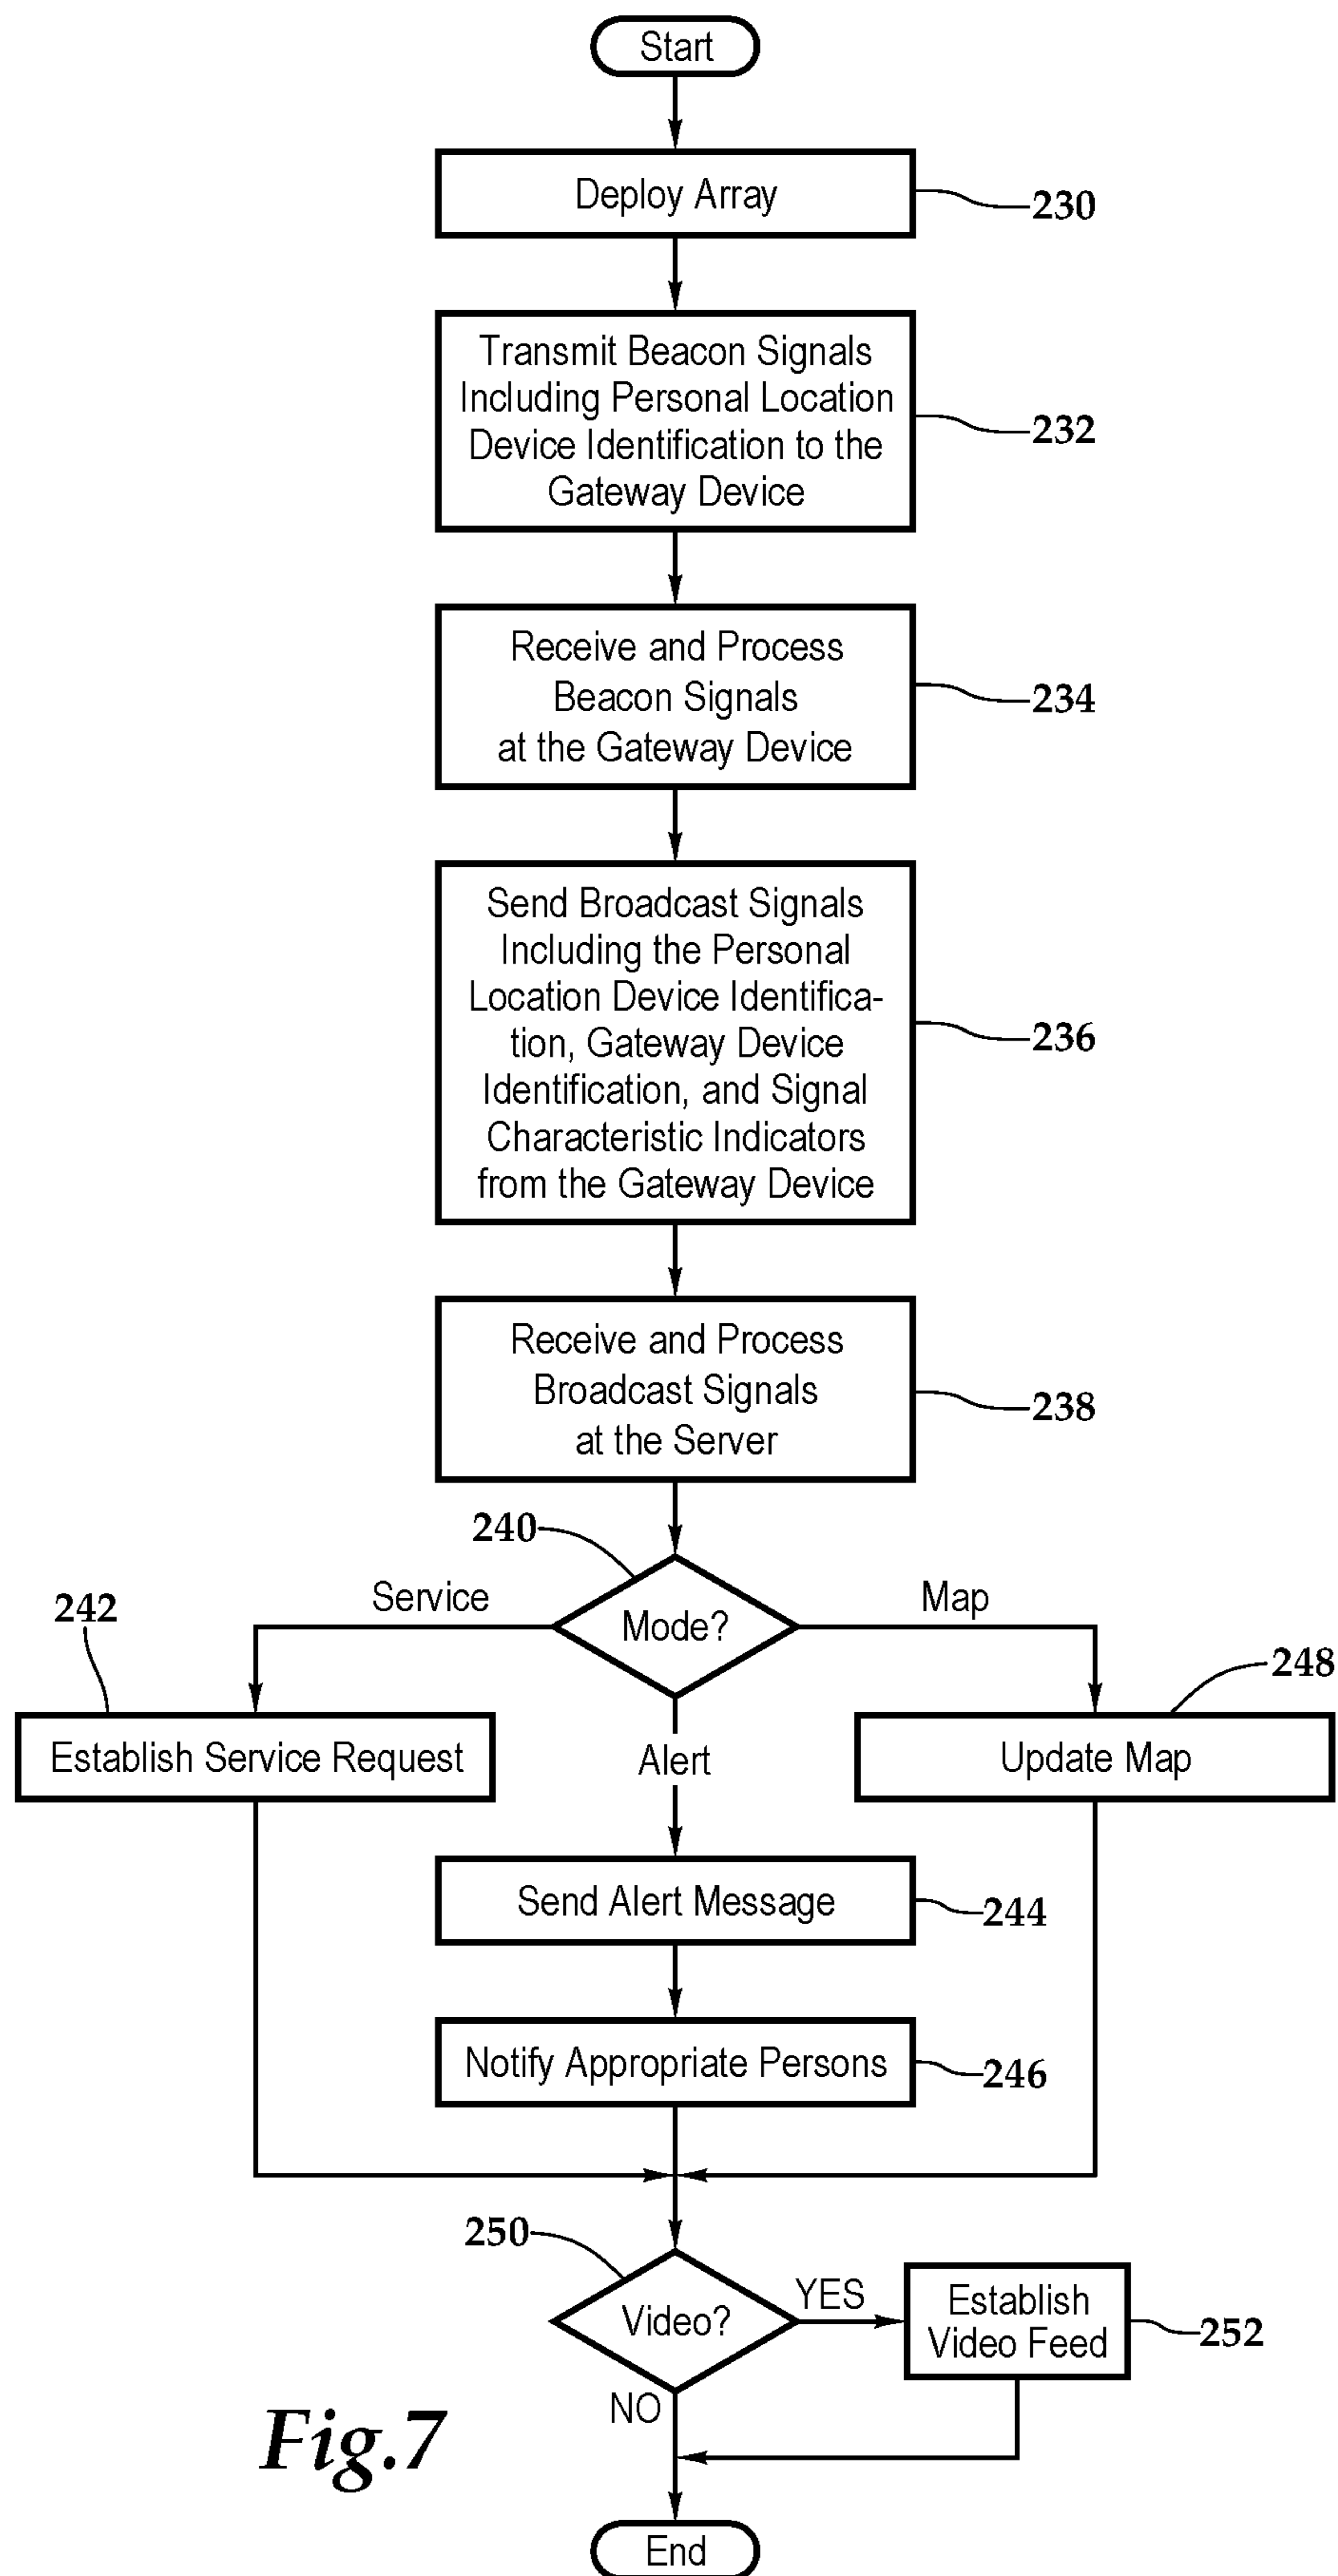 Start
Deploy Array
230
Transmit Beacon Signals
Including Personal Location
Device Identification to the
Gateway Device
232
Receive and Process
Beacon Signals
at the Gateway Device
234
Send Broadcast Signals
Including the Personal
Location Device Identifica-
tion, Gateway Device
Identification, and Signal
Characteristic Indicators
from the Gateway Device
236
Receive and Process
Broadcast Signals
at the Server
238
240
Mode?
Service
Map
242
248
Establish Service Request
Alert
Update Map
Send Alert Message
244
Notify Appropriate Persons
246
250
Video?
YES
Establish
Video Feed
252
NO
Fig.7
End